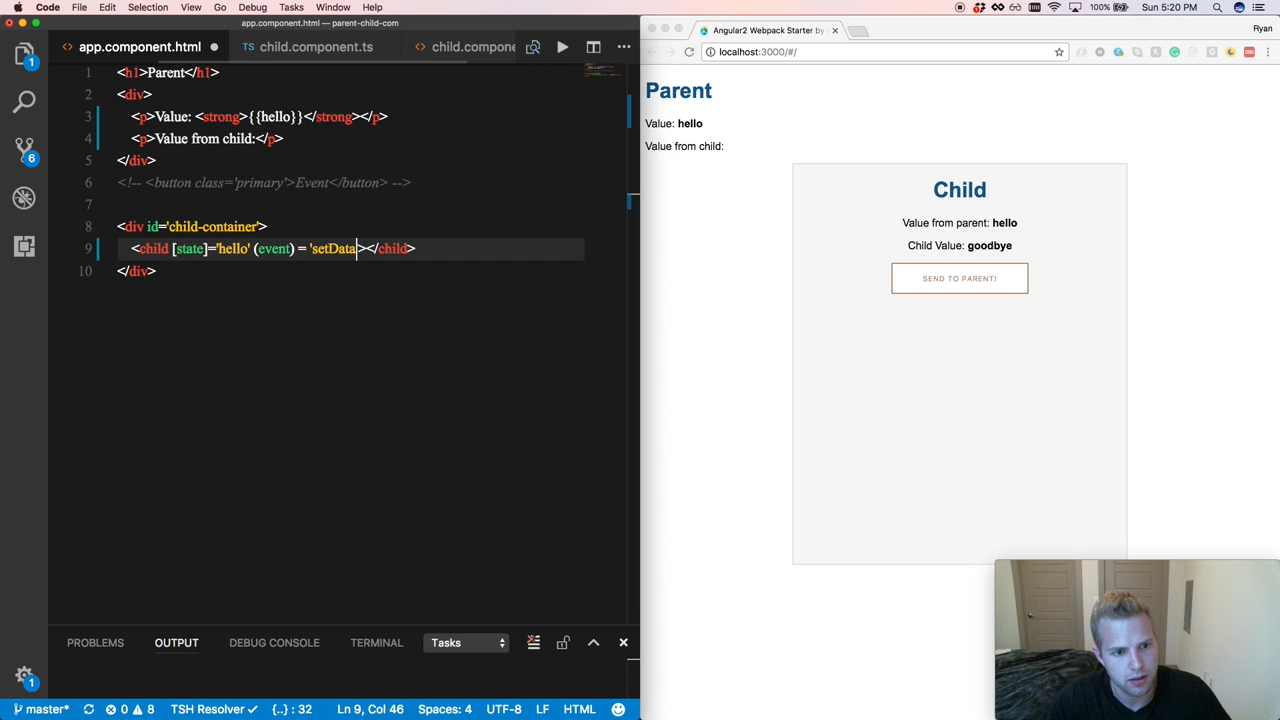 Code File Edit Selection View Go Debug Tasks Window Help
100% Sun 5:20 PM
app.component.html — parent-child-com
app.component.html
TS child.component.ts
child.compone
1 <h1>Parent</h1>
2 <div>
3 <p>Value: <strong>{{hello}}</strong></p>
4 <p>Value from child:</p>
5 </div>
6 <!-- <button class='primary'>Event</button> -->
7
8 <div id='child-container'>
9 <child [state]='hello' (event) = 'setData></child>
10 </div>
1
6
1
PROBLEMS OUTPUT DEBUG CONSOLE TERMINAL Tasks
master* 0 8 TSH Resolver {..} : 32 Ln 9, Col 46 Spaces: 4 UTF-8 LF HTML
Angular2 Webpack Starter by
Ryan
localhost:3000/#/
Parent
Value: hello
Value from child:
Child
Value from parent: hello
Child Value: goodbye
SEND TO PARENT!